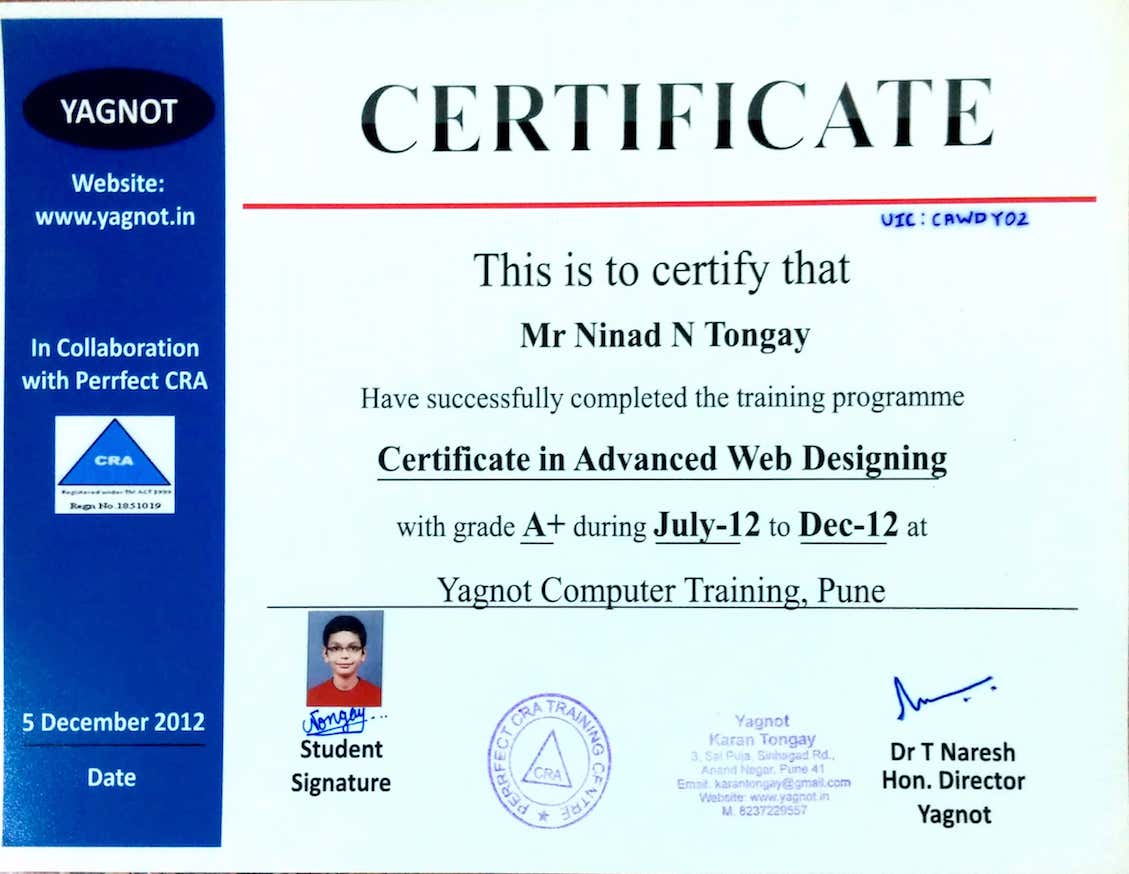 YAGNOT
Website:
www.yagnot.in
In Collaboration
with Perrfect CRA
CRA
Registered under TM ACT 1999
Regn No.1851019
5 December 2012
Date
CERTIFICATE
UIC: CAWDY02
This is to certify that
Mr Ninad N Tongay
Have successfully completed the training programme
Certificate in Advanced Web Designing
with grade A+ during July-12 to Dec-12 at
Yagnot Computer Training, Pune
Tongay...
Student
Signature
PERRFECT CRA TRAINING CENTRE
CRA
Yagnot
Karan Tongay
3, Sai Puja, Sinhagad Rd.,
Anand Nagar, Pune 41
Email: karantongay@gmail.com
Website: www.yagnot.in
M. 8237229557
Dr T Naresh
Hon. Director
Yagnot